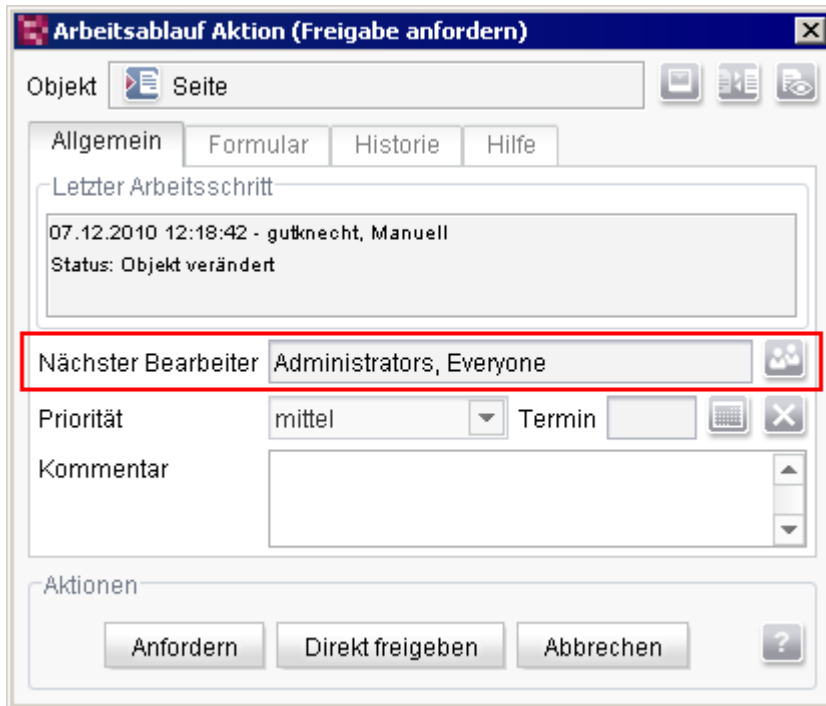 Arbeitsablauf Aktion (Freigabe anfordern)
Objekt Seite
Allgemein Formular Historie Hilfe
Letzter Arbeitsschritt
07.12.2010 12:18:42 - gutknecht, Manuell
Status: Objekt verändert
Nächster Bearbeiter Administrators, Everyone
Priorität mittel Termin
Kommentar
Aktionen
Anfordern Direkt freigeben Abbrechen ?